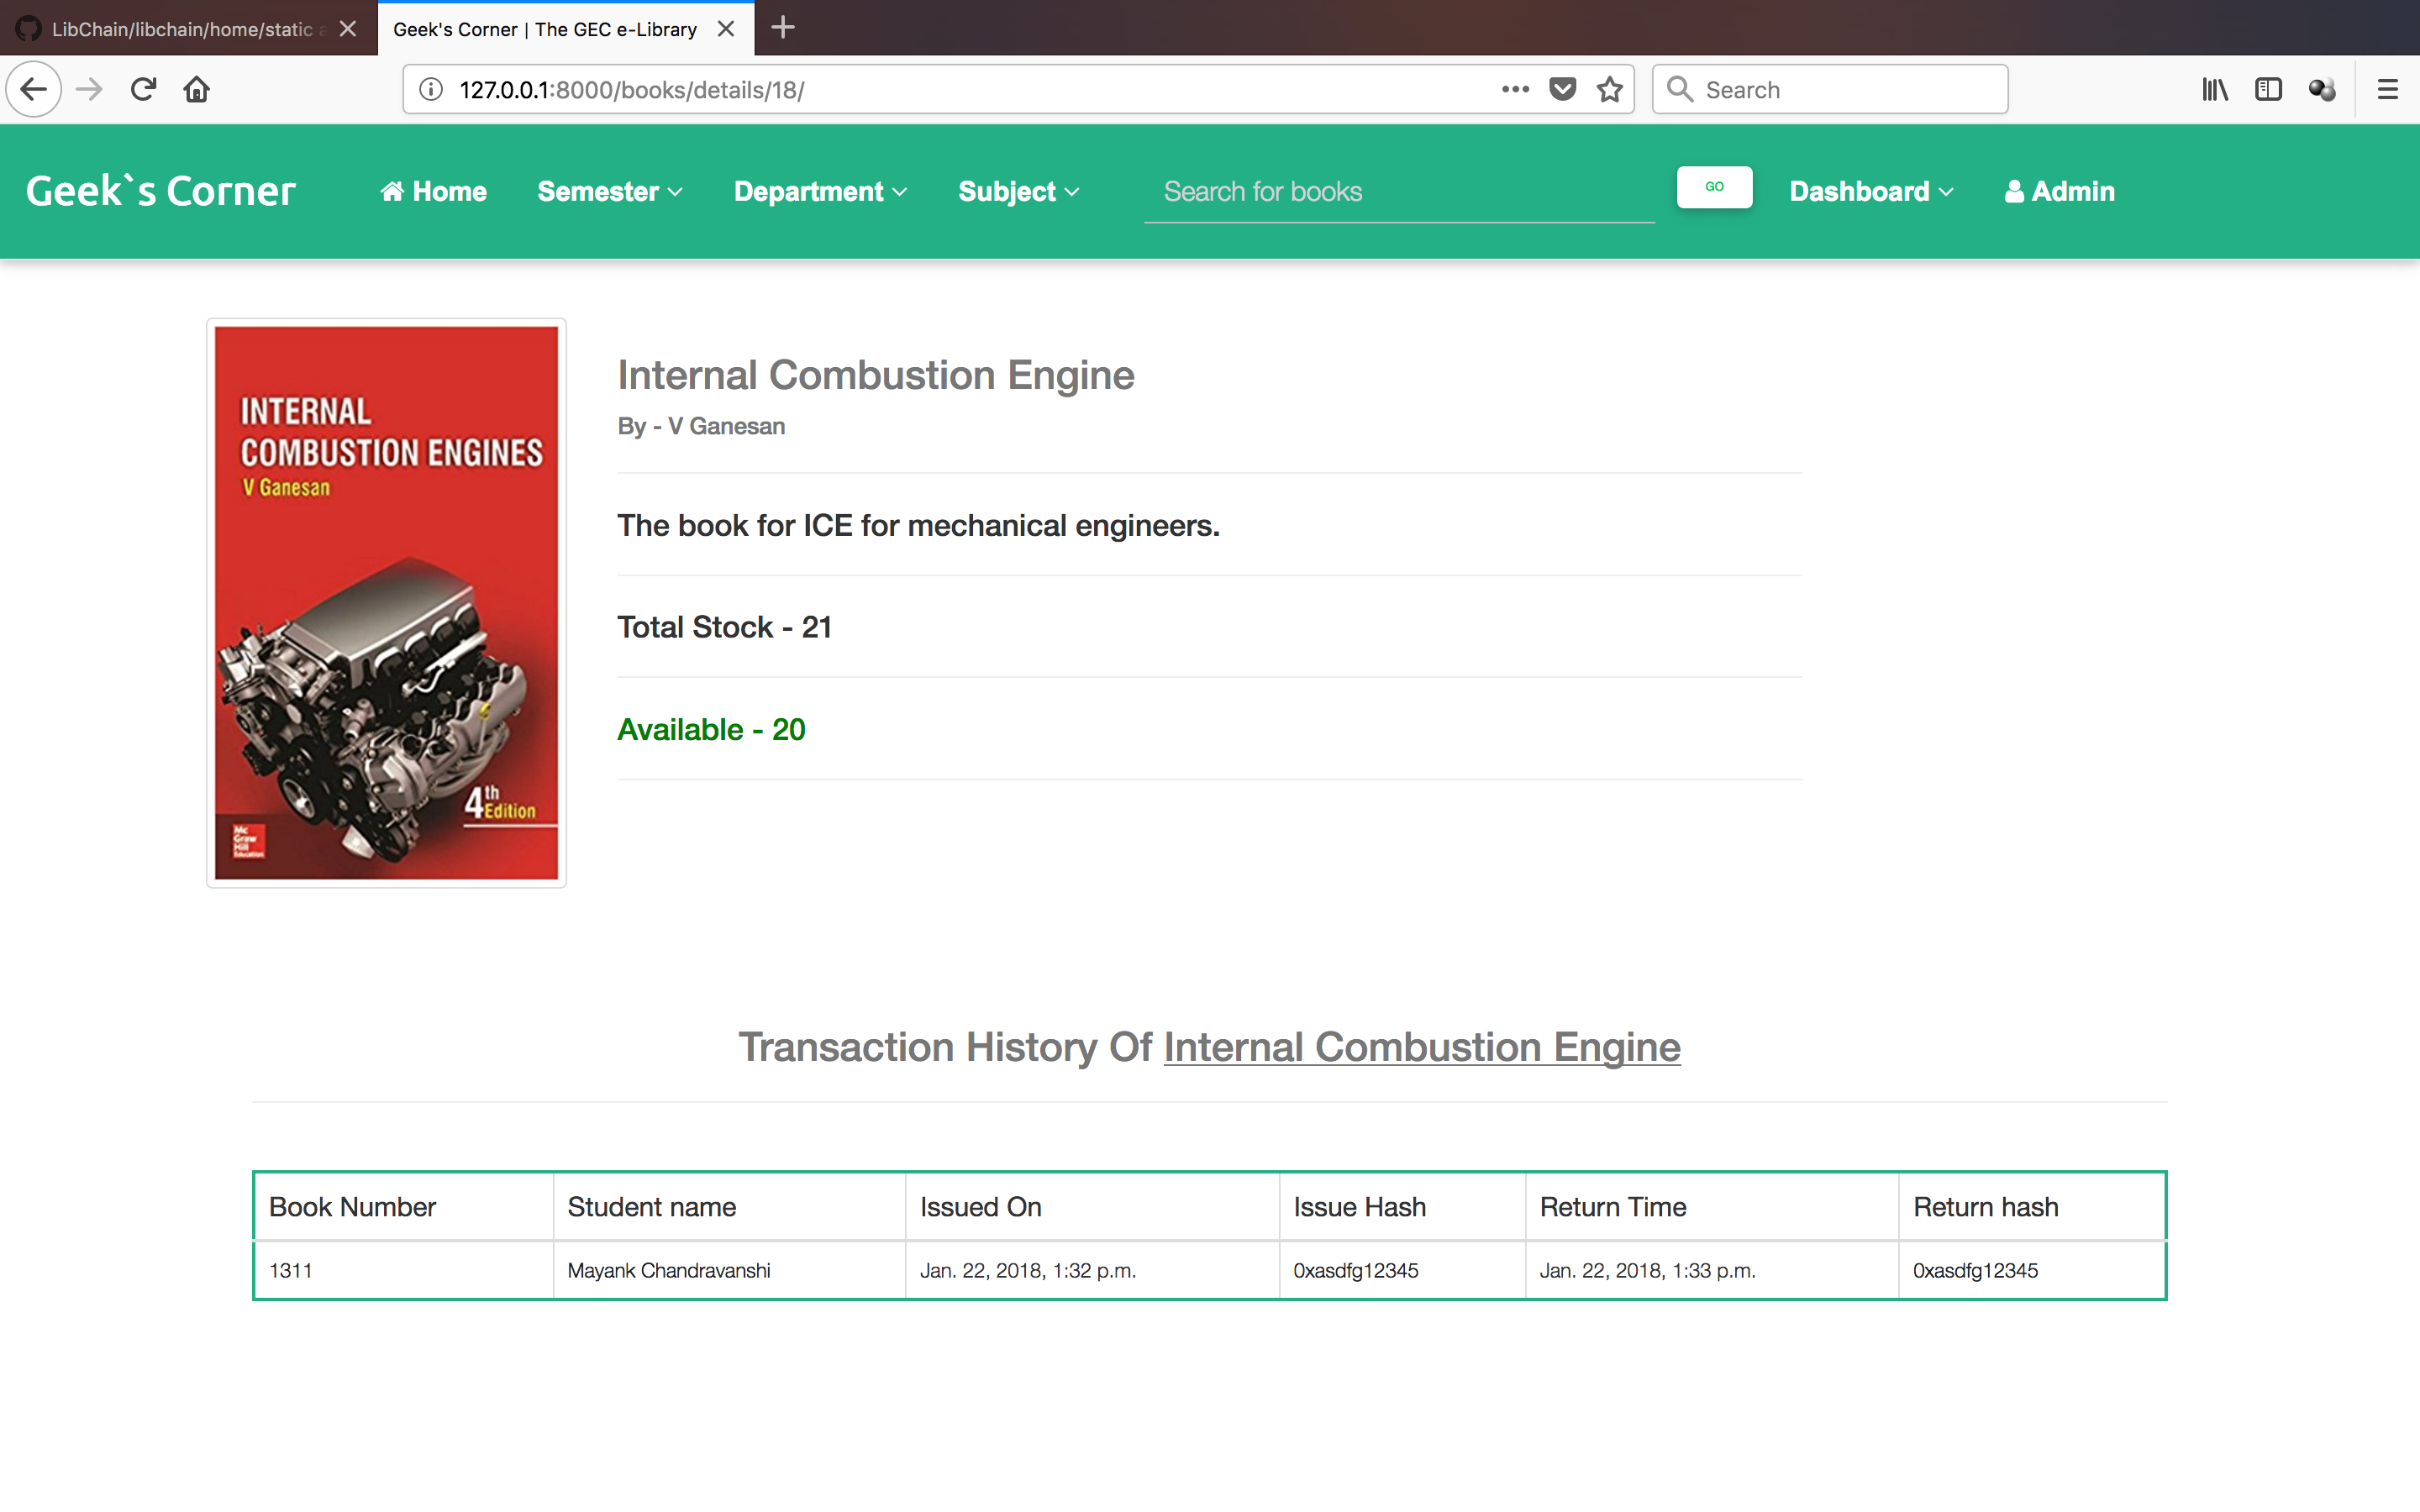 LibChain/libchain/home/static a
Geek's Corner | The GEC e-Library
127.0.0.1:8000/books/details/18/
Search
Geek`s Corner
Home
Semester
Department
Subject
Search for books
GO
Dashboard
Admin
INTERNAL
COMBUSTION ENGINES
V Ganesan
4th Edition
Mc
Graw
Hill
Education
Internal Combustion Engine
By - V Ganesan
The book for ICE for mechanical engineers.
Total Stock - 21
Available - 20
Transaction History Of Internal Combustion Engine
Book Number Student name Issued On Issue Hash Return Time Return hash
1311 Mayank Chandravanshi Jan. 22, 2018, 1:32 p.m. 0xasdfg12345 Jan. 22, 2018, 1:33 p.m. 0xasdfg12345